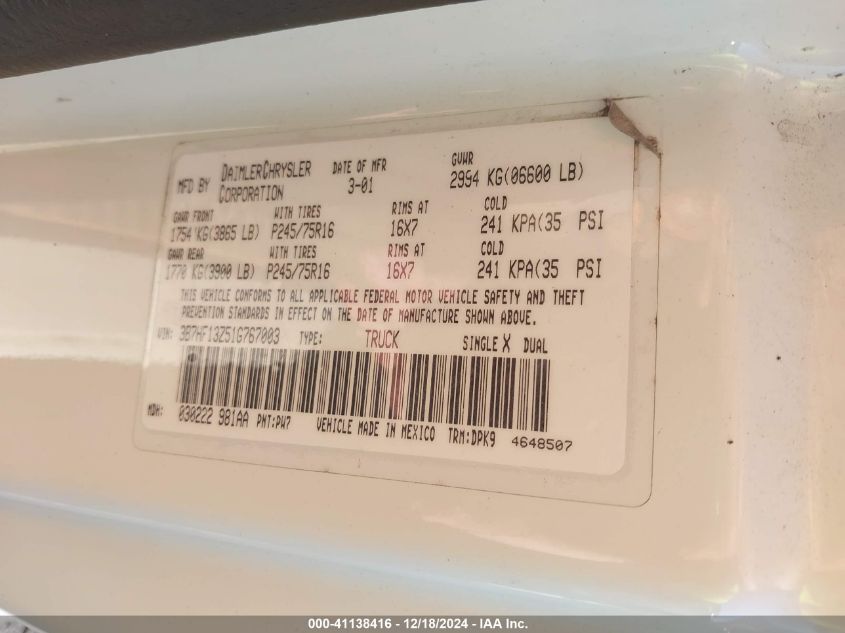 MFD BY DAIMLERCHRYSLER CORPORATION DATE OF MFR 3-01 GVWR 2994 KG(06600 LB)
GAWR FRONT WITH TIRES RIMS AT COLD
1754 KG(3865 LB) P245/75R16 16X7 241 KPA(35 PSI
GAWR REAR WITH TIRES RIMS AT COLD
1770 KG(3900 LB) P245/75R16 16X7 241 KPA(35 PSI
THIS VEHICLE CONFORMS TO ALL APPLICABLE FEDERAL MOTOR VEHICLE SAFETY AND THEFT
PREVENTION STANDARDS IN EFFECT ON THE DATE OF MANUFACTURE SHOWN ABOVE.
VIN: 3B7HF13Z51G767003 TYPE: TRUCK SINGLE X DUAL
MDH: 030222 981AA PNT:PW7 VEHICLE MADE IN MEXICO TRM:DPK9 4648507
000-41138416 - 12/18/2024 - IAA Inc.